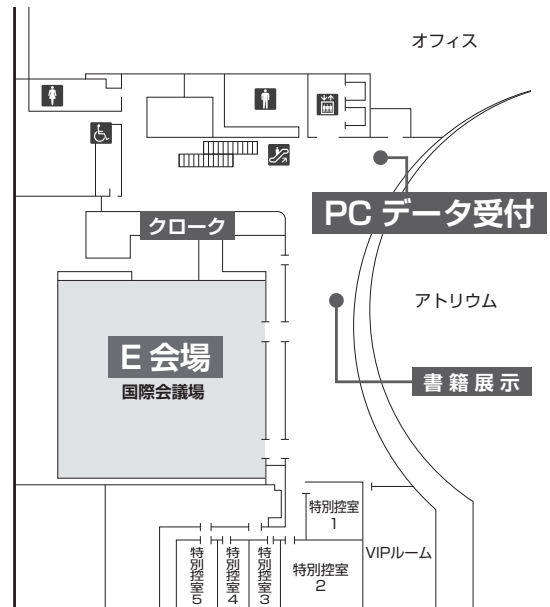 オフィス
PC データ受付
クローク
アトリウム
E 会場
国際会議場
書籍展示
特別控室
1
VIPルーム
特別控室5
特別控室4
特別控室3
特別控室
2